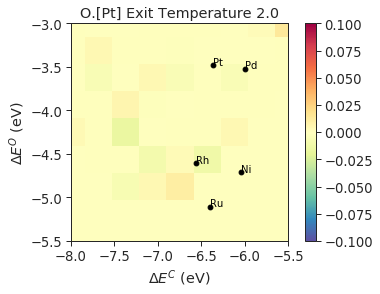 O.[Pt] Exit Temperature 2.0
−3.0
−3.5
−4.0
−4.5
−5.0
−5.5
ΔE^O (eV)
−8.0 −7.5 −7.0 −6.5 −6.0 −5.5
ΔE^C (eV)
Pt
Pd
Rh
Ni
Ru
0.100
0.075
0.050
0.025
0.000
−0.025
−0.050
−0.075
−0.100